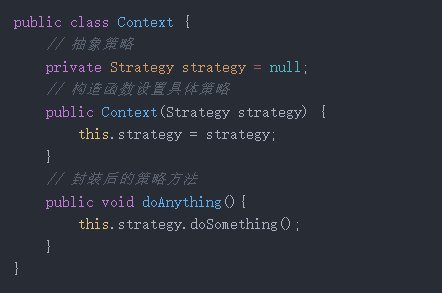 public class Context {
    // 抽象策略
    private Strategy strategy = null;
    // 构造函数设置具体策略
    public Context(Strategy strategy) {
        this.strategy = strategy;
    }
    // 封装后的策略方法
    public void doAnything(){
        this.strategy.doSomething();
    }
}